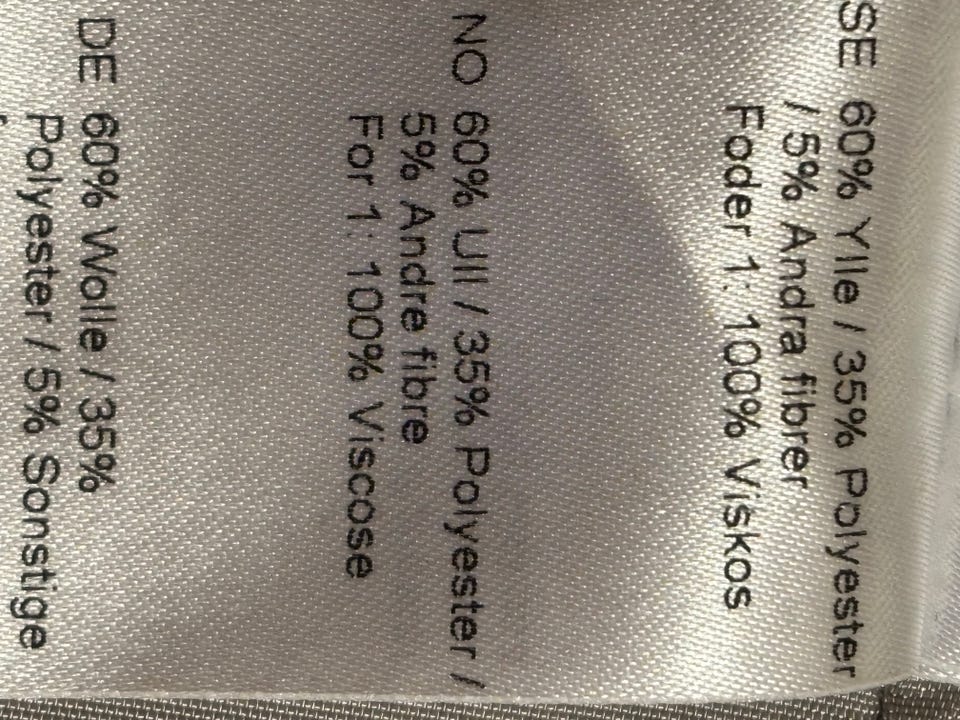 SE 60% Ylle / 35% Polyester
/ 5% Andra fibrer
Foder 1: 100% Viskos
NO 60% Ull / 35% Polyester /
5% Andre fibre
For 1: 100% Viscose
DE 60% Wolle / 35%
Polyester / 5% Sonstige